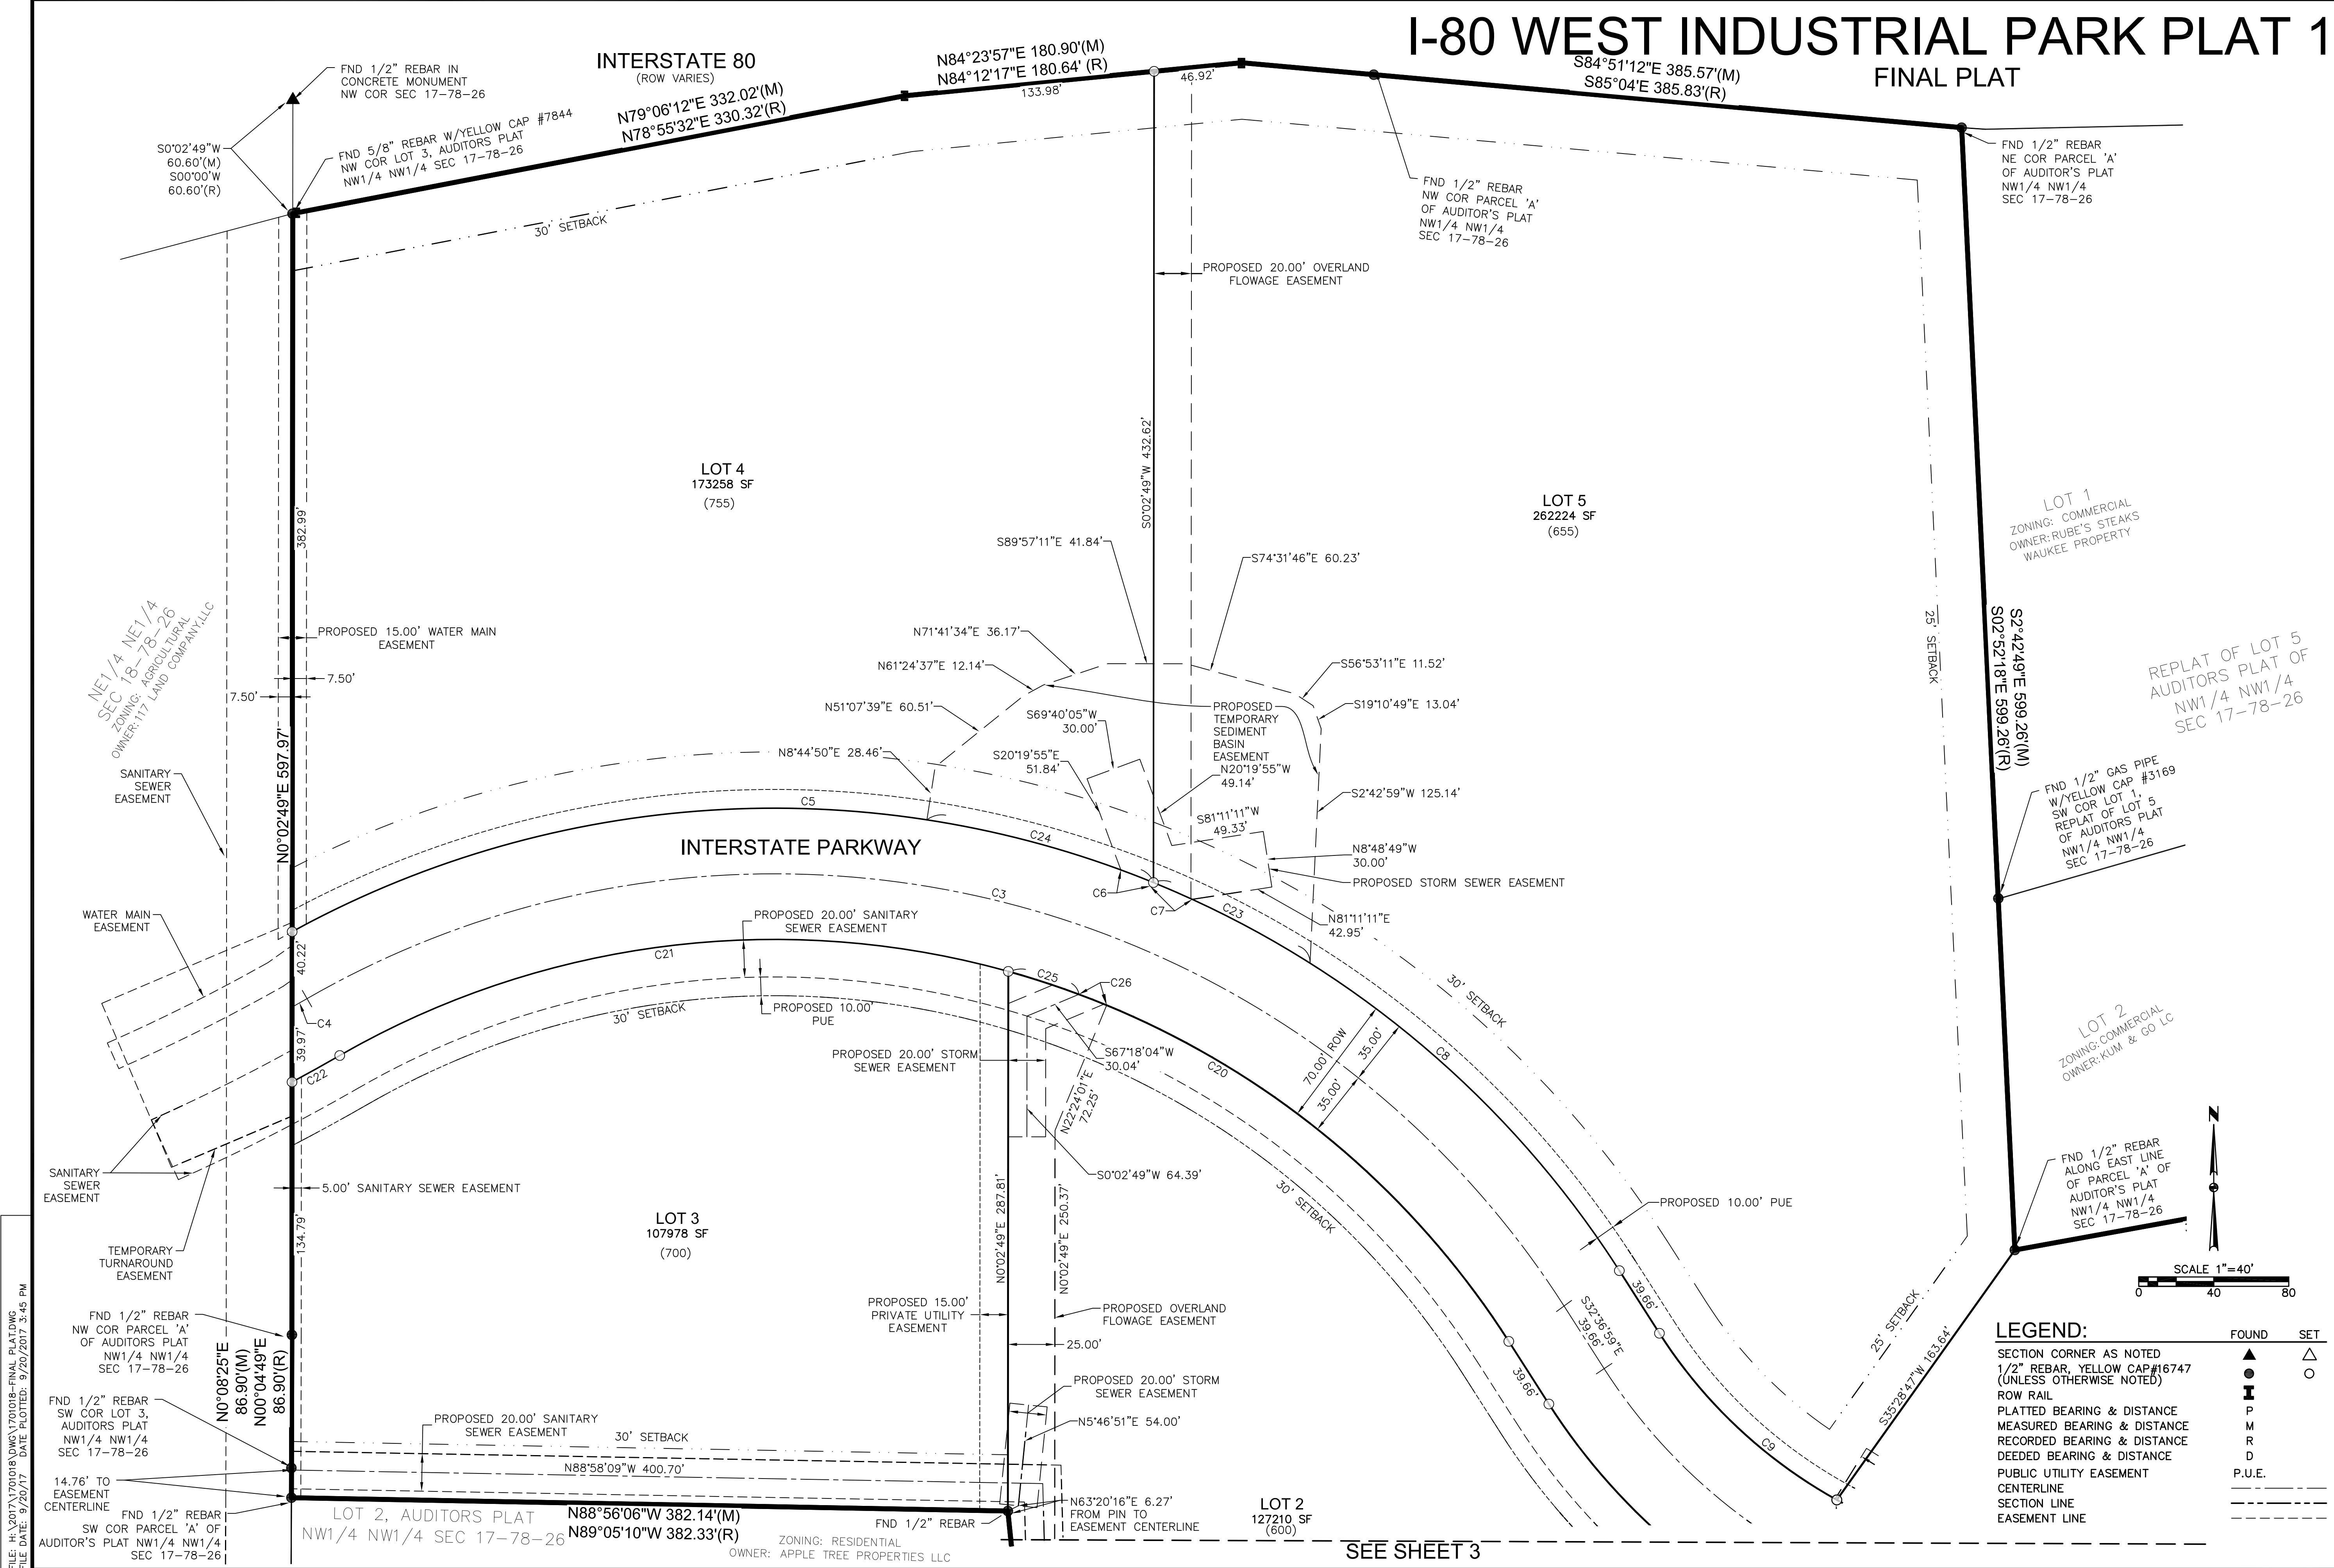 I-80 WEST INDUSTRIAL PARK PLAT 1
FINAL PLAT
INTERSTATE 80
(ROW VARIES)
FND 1/2" REBAR IN
CONCRETE MONUMENT
NW COR SEC 17-78-26
S0°02'49"W
60.60'(M)
S00°00'W
60.60'(R)
FND 5/8" REBAR W/YELLOW CAP #7844
NW COR LOT 3, AUDITORS PLAT
NW1/4 NW1/4 SEC 17-78-26
N79°06'12"E 332.02'(M)
N78°55'32"E 330.32'(R)
N84°23'57"E 180.90'(M)
N84°12'17"E 180.64' (R)
133.98'
46.92'
S84°51'12"E 385.57'(M)
S85°04'E 385.83'(R)
FND 1/2" REBAR
NE COR PARCEL 'A'
OF AUDITOR'S PLAT
NW1/4 NW1/4
SEC 17-78-26
FND 1/2" REBAR
NW COR PARCEL 'A'
OF AUDITOR'S PLAT
NW1/4 NW1/4
SEC 17-78-26
30' SETBACK
PROPOSED 20.00' OVERLAND
FLOWAGE EASEMENT
S0°02'49"W 432.62'
LOT 4
173258 SF
(755)
LOT 5
262224 SF
(655)
382.99'
LOT 1
ZONING: COMMERCIAL
OWNER: RUBE'S STEAKS
WAUKEE PROPERTY
25' SETBACK
S2°42'49"E 599.26'(M)
S02°52'18"E 599.26'(R)
REPLAT OF LOT 5
AUDITORS PLAT OF
NW1/4 NW1/4
SEC 17-78-26
NE1/4 NE1/4
SEC 18-78-26
ZONING: AGRICULTURAL
OWNER: 117 LAND COMPANY,LLC
PROPOSED 15.00' WATER MAIN
EASEMENT
7.50'
7.50'
N0°02'49"E 597.97'
SANITARY
SEWER
EASEMENT
S89°57'11"E 41.84'
S74°31'46"E 60.23'
N71°41'34"E 36.17'
N61°24'37"E 12.14'
N51°07'39"E 60.51'
N8°44'50"E 28.46'
S56°53'11"E 11.52'
S19°10'49"E 13.04'
PROPOSED
TEMPORARY
SEDIMENT
BASIN
EASEMENT
S69°40'05"W
30.00'
S20°19'55"E
51.84'
N20°19'55"W
49.14'
S2°42'59"W 125.14'
S81°11'11"W
49.33'
N8°48'49"W
30.00'
PROPOSED STORM SEWER EASEMENT
N81°11'11"E
42.95'
FND 1/2" GAS PIPE
W/YELLOW CAP #3169
SW COR LOT 1,
REPLAT OF LOT 5
OF AUDITORS PLAT
NW1/4 NW1/4
SEC 17-78-26
C5
C24
INTERSTATE PARKWAY
C3
C6
C7
C23
WATER MAIN
EASEMENT
40.22'
PROPOSED 20.00' SANITARY
SEWER EASEMENT
C21
C25
C26
C4
39.97'
C22
PROPOSED 10.00'
PUE
30' SETBACK
30' SETBACK
PROPOSED 20.00' STORM
SEWER EASEMENT
S67°18'04"W
30.04'
N22°24'01"E
72.25'
70.00' ROW
35.00'
35.00'
C8
C20
LOT 2
ZONING: COMMERCIAL
OWNER: KUM & GO LC
SANITARY
SEWER
EASEMENT
5.00' SANITARY SEWER EASEMENT
S0°02'49"W 64.39'
30' SETBACK
PROPOSED 10.00' PUE
FND 1/2" REBAR
ALONG EAST LINE
OF PARCEL 'A' OF
AUDITOR'S PLAT
NW1/4 NW1/4
SEC 17-78-26
N
SCALE 1"=40'
0 40 80
LOT 3
107978 SF
(700)
134.79'
N0°02'49"E 287.81'
N0°02'49"E 250.37'
TEMPORARY
TURNAROUND
EASEMENT
FND 1/2" REBAR
NW COR PARCEL 'A'
OF AUDITORS PLAT
NW1/4 NW1/4
SEC 17-78-26
PROPOSED 15.00'
PRIVATE UTILITY
EASEMENT
PROPOSED OVERLAND
FLOWAGE EASEMENT
25.00'
39.66'
S32°36'59"E
39.66'
39.66'
C9
25' SETBACK
S35°28'47"W 163.64'
N0°08'25"E
86.90'(M)
N00°04'49"E
86.90'(R)
FND 1/2" REBAR
SW COR LOT 3,
AUDITORS PLAT
NW1/4 NW1/4
SEC 17-78-26
14.76' TO
EASEMENT
CENTERLINE
FND 1/2" REBAR
SW COR PARCEL 'A' OF
AUDITOR'S PLAT NW1/4 NW1/4
SEC 17-78-26
PROPOSED 20.00' SANITARY
SEWER EASEMENT
30' SETBACK
N88°58'09"W 400.70'
PROPOSED 20.00' STORM
SEWER EASEMENT
N5°46'51"E 54.00'
LOT 2, AUDITORS PLAT
NW1/4 NW1/4 SEC 17-78-26
N88°56'06"W 382.14'(M)
N89°05'10"W 382.33'(R)
ZONING: RESIDENTIAL
OWNER: APPLE TREE PROPERTIES LLC
FND 1/2" REBAR
N63°20'16"E 6.27'
FROM PIN TO
EASEMENT CENTERLINE
LOT 2
127210 SF
(600)
SEE SHEET 3
LEGEND:
FOUND SET
SECTION CORNER AS NOTED
1/2" REBAR, YELLOW CAP#16747
(UNLESS OTHERWISE NOTED)
ROW RAIL
PLATTED BEARING & DISTANCE P
MEASURED BEARING & DISTANCE M
RECORDED BEARING & DISTANCE R
DEEDED BEARING & DISTANCE D
PUBLIC UTILITY EASEMENT P.U.E.
CENTERLINE
SECTION LINE
EASEMENT LINE
FILE: H:\2017\1701018\DWG\1701018-FINAL PLAT.DWG
FILE DATE: 9/20/17 DATE PLOTTED: 9/20/2017 3:45 PM